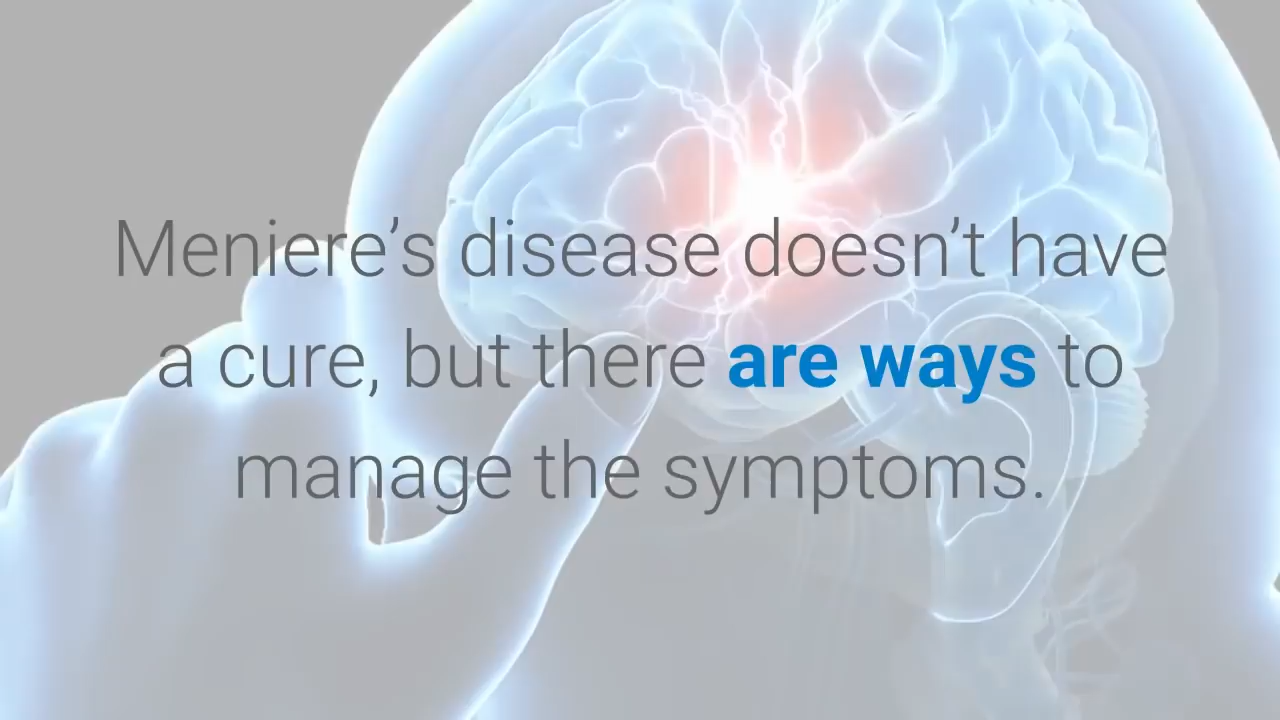 Meniere’s disease doesn’t have
a cure, but there are ways to
manage the symptoms.